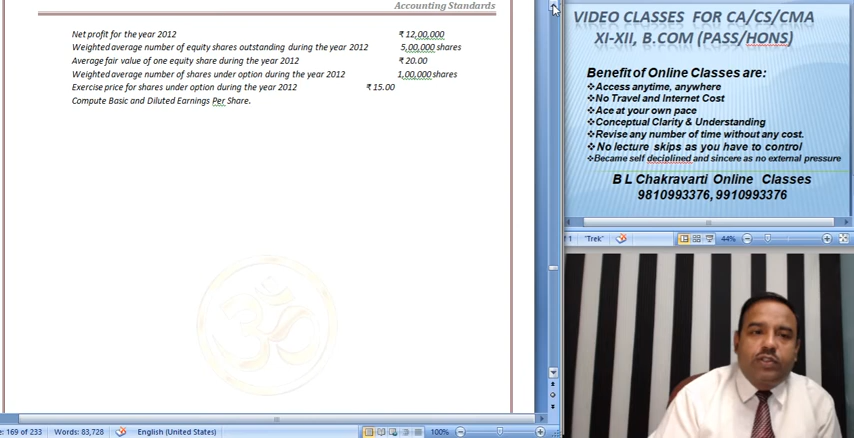 Accounting Standards
Net profit for the year 2012 ₹ 12,00,000
Weighted average number of equity shares outstanding during the year 2012 5,00,000 shares
Average fair value of one equity share during the year 2012 ₹ 20.00
Weighted average number of shares under option during the year 2012 1,00,000 shares
Exercise price for shares under option during the year 2012 ₹ 15.00
Compute Basic and Diluted Earnings Per Share.
ॐ
169 of 233 Words: 83,728 English (United States) 100%
VIDEO CLASSES FOR CA/CS/CMA
XI-XII, B.COM (PASS/HONS)
Benefit of Online Classes are:
❖Access anytime, anywhere
❖No Travel and Internet Cost
❖Ace at your own pace
❖Conceptual Clarity & Understanding
❖Revise any number of time without any cost.
❖No lecture skips as you have to control
❖Became self deciplined and sincere as no external pressure
B L Chakravarti Online Classes
9810993376, 9910993376
"Trek" 44%